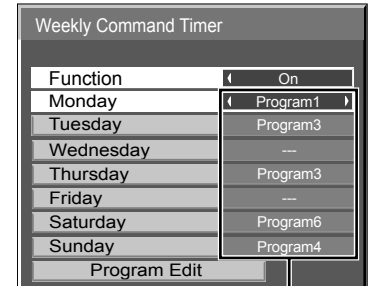 Weekly Command Timer
Function On
Monday Program1
Tuesday Program3
Wednesday ---
Thursday Program3
Friday ---
Saturday Program6
Sunday Program4
Program Edit